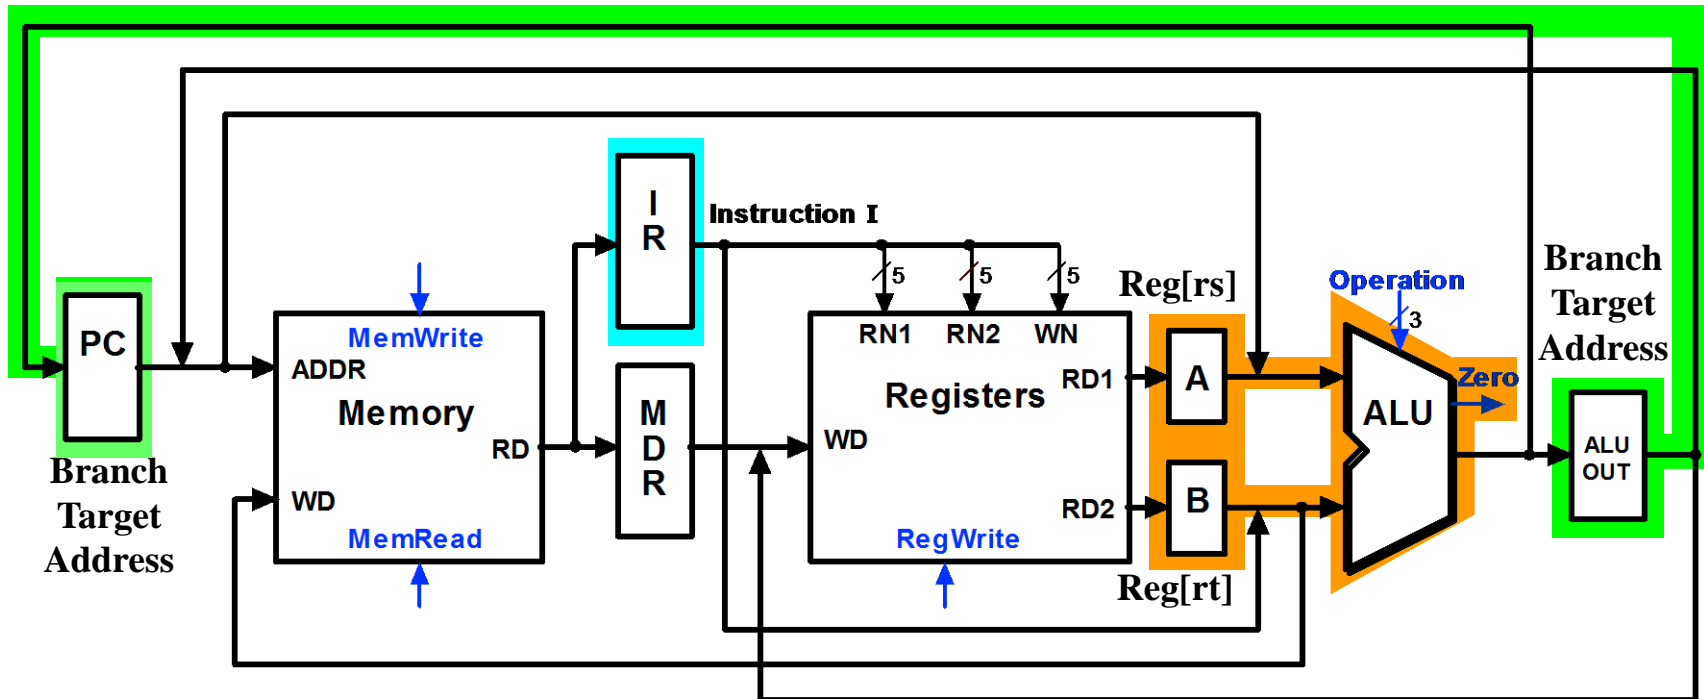 I
R
Instruction I
5
5
5
Reg[rs]
Operation
3
Branch
Target
Address
PC
MemWrite
ADDR
Memory
RD
WD
MemRead
M
D
R
RN1
RN2
WN
RD1
Registers
WD
RD2
RegWrite
A
B
Reg[rt]
Zero
ALU
ALU
OUT
Branch
Target
Address